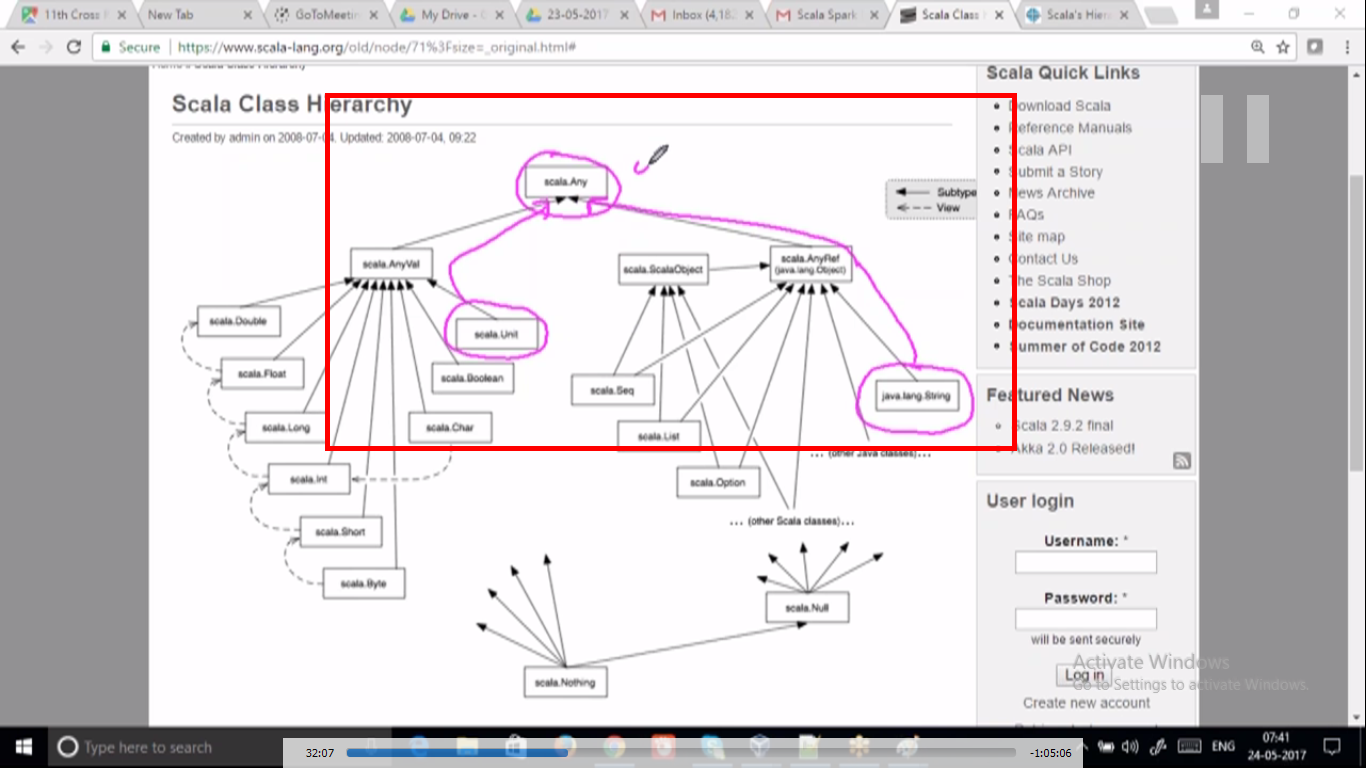 11th Cross
New Tab
GoToMeetin
My Drive - G
23-05-2017
Inbox (4,18
Scala Spark
Scala Class
Scala's Hier
Secure
https://www.scala-lang.org/old/node/71%3Fsize=_original.html#
Scala Class Hierarchy
Created by admin on 2008-07-04. Updated: 2008-07-04, 09:22
scala.Any
Subtype
View
scala.AnyVal
scala.ScalaObject
scala.AnyRef
(java.lang.Object)
scala.Double
scala.Unit
scala.Float
scala.Boolean
scala.Seq
java.lang.String
scala.Long
scala.Char
scala.List
... (other Java classes)...
scala.Int
scala.Option
... (other Scala classes)...
scala.Short
scala.Byte
scala.Null
scala.Nothing
Scala Quick Links
Download Scala
Reference Manuals
Scala API
Submit a Story
News Archive
FAQs
Site map
Contact Us
The Scala Shop
Scala Days 2012
Documentation Site
Summer of Code 2012
Featured News
Scala 2.9.2 final
Akka 2.0 Released!
User login
Username: *
Password: *
will be sent securely
Log in
Create new account
Activate Windows
Go to Settings to activate Windows.
Type here to search
32:07
-1:05:06
ENG
07:41
24-05-2017